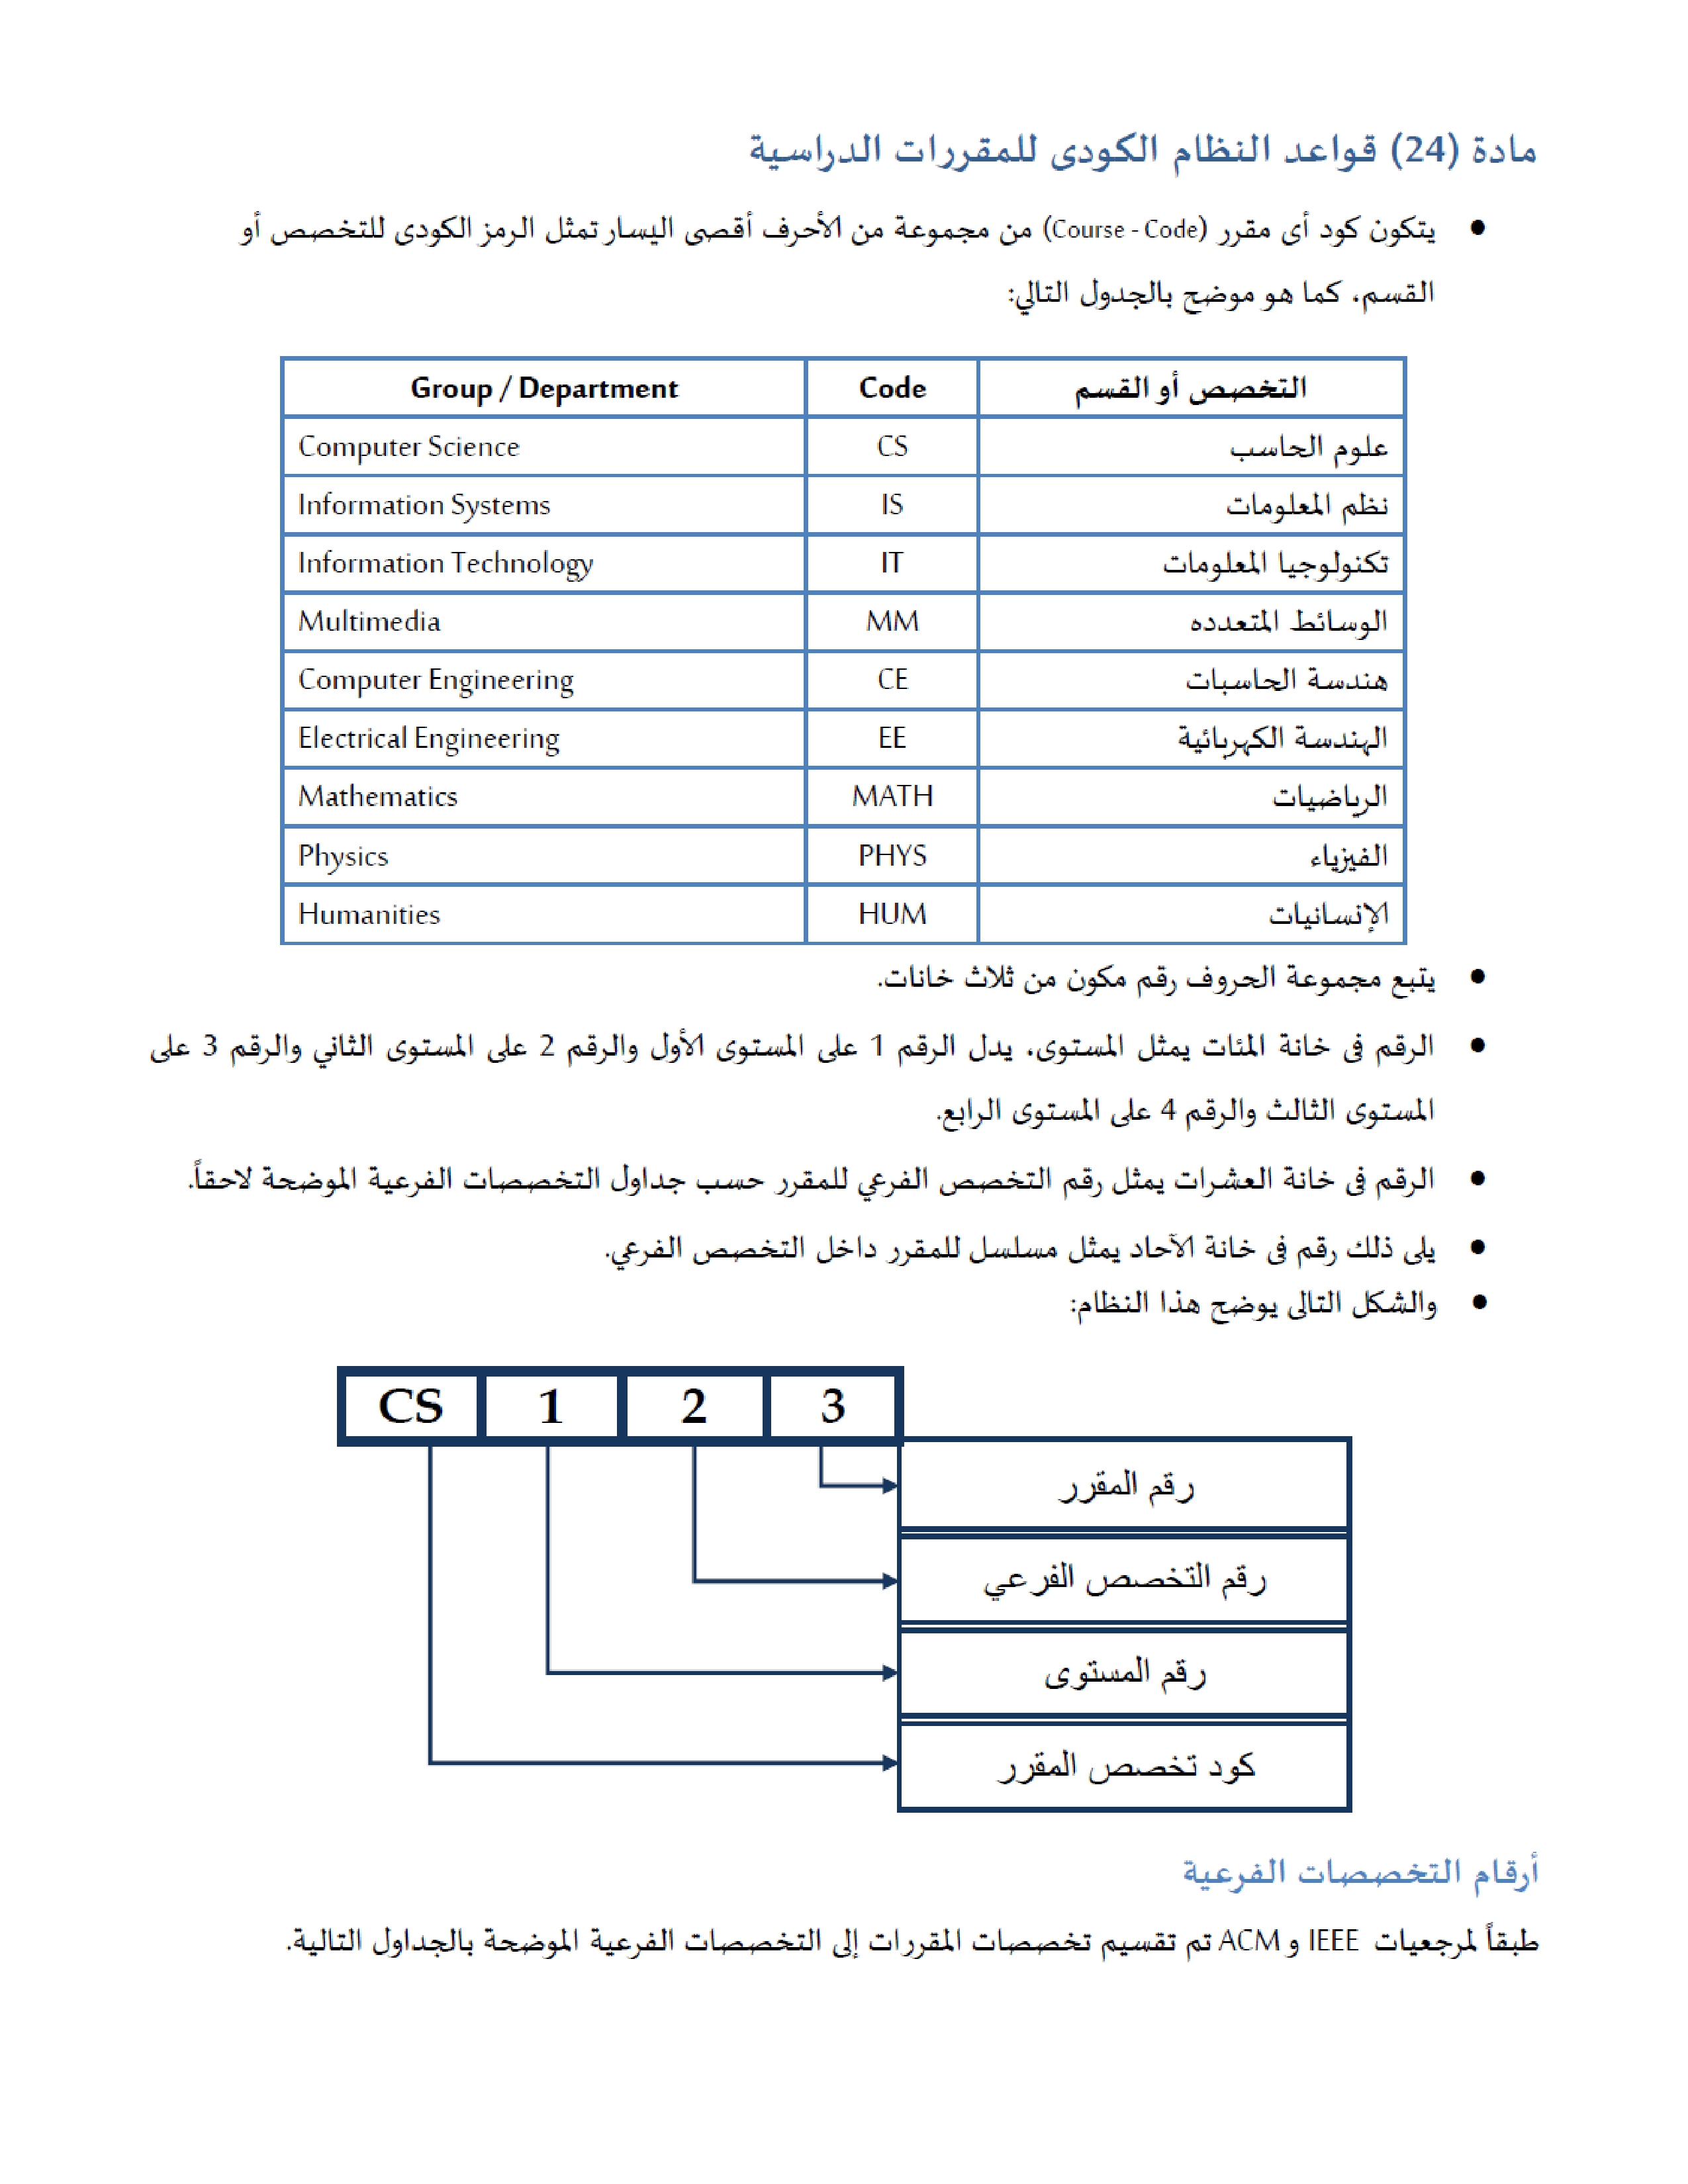 مادة (24) قواعد النظام الكودى للمقررات الدراسية
• يتكون كود أى مقرر (Course - Code) من مجموعة من الأحرف أقصى اليسار تمثل الرمز الكودى للتخصص أو
القسم، كما هو موضح بالجدول التالي:
Group / Department Code التخصص أو القسم
Computer Science CS علوم الحاسب
Information Systems IS نظم المعلومات
Information Technology IT تكنولوجيا المعلومات
Multimedia MM الوسائط المتعدده
Computer Engineering CE هندسة الحاسبات
Electrical Engineering EE الهندسة الكهربائية
Mathematics MATH الرياضيات
Physics PHYS الفيزياء
Humanities HUM الإنسانيات
• يتبع مجموعة الحروف رقم مكون من ثلاث خانات.
• الرقم فى خانة المئات يمثل المستوى، يدل الرقم 1 على المستوى الأول والرقم 2 على المستوى الثاني والرقم 3 على
المستوى الثالث والرقم 4 على المستوى الرابع.
• الرقم فى خانة العشرات يمثل رقم التخصص الفرعي للمقرر حسب جداول التخصصات الفرعية الموضحة لاحقاً.
• يلى ذلك رقم فى خانة الآحاد يمثل مسلسل للمقرر داخل التخصص الفرعي.
• والشكل التالى يوضح هذا النظام:
CS 1 2 3
رقم المقرر
رقم التخصص الفرعي
رقم المستوى
كود تخصص المقرر
أرقام التخصصات الفرعية
طبقاً لمرجعيات IEEE و ACM تم تقسيم تخصصات المقررات إلى التخصصات الفرعية الموضحة بالجداول التالية.